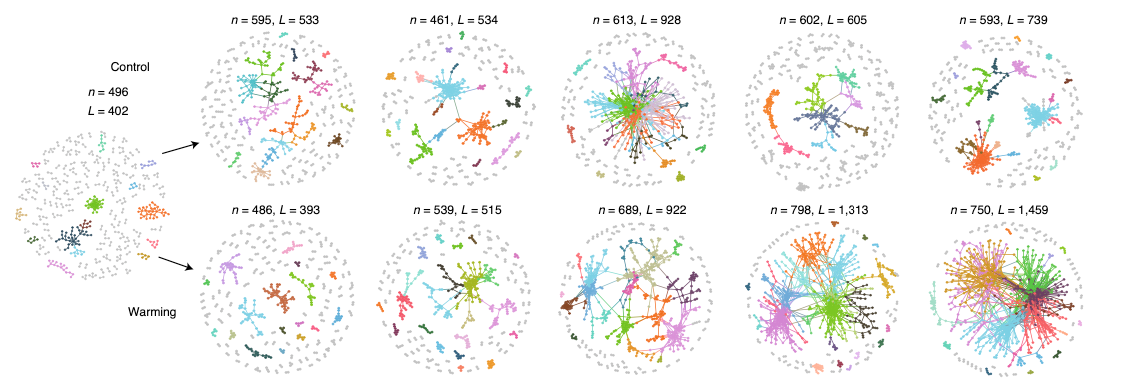 n = 595, L = 533
n = 461, L = 534
n = 613, L = 928
n = 602, L = 605
n = 593, L = 739
Control
n = 496
L = 402
n = 486, L = 393
n = 539, L = 515
n = 689, L = 922
n = 798, L = 1,313
n = 750, L = 1,459
Warming